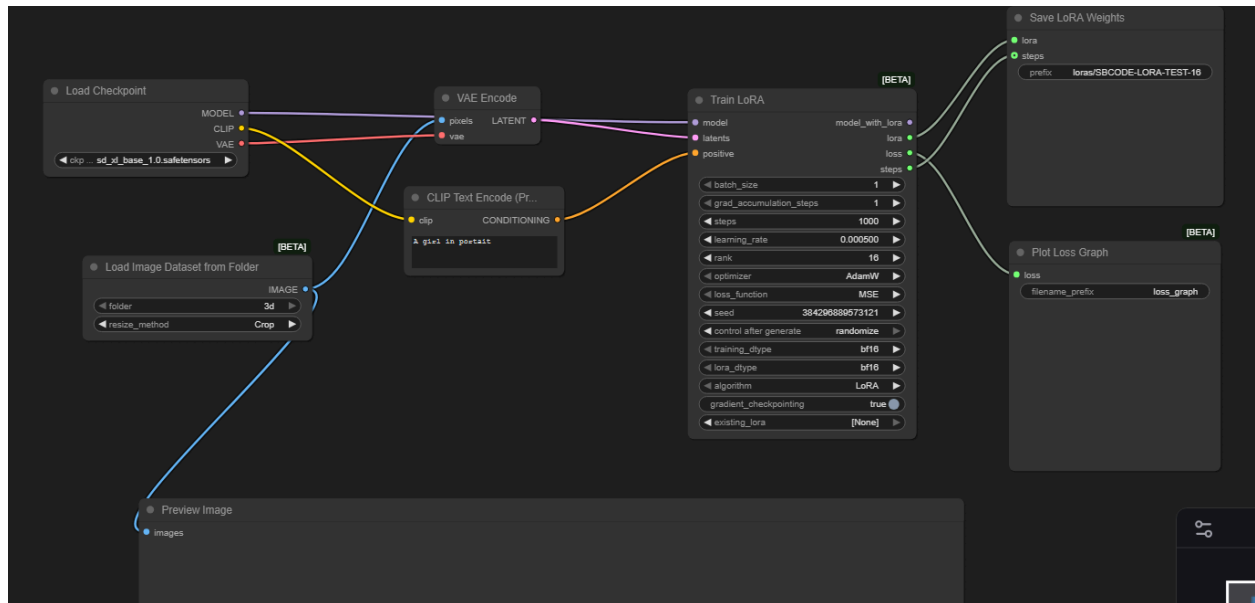 Save LoRA Weights
lora
steps
prefix loras/SBCODE-LORA-TEST-16
Load Checkpoint
MODEL
CLIP
VAE
ckp ... sd_xl_base_1.0.safetensors
VAE Encode
pixels LATENT
vae
[BETA]
Train LoRA
model model_with_lora
latents lora
positive loss
steps
batch_size 1
grad_accumulation_steps 1
steps 1000
learning_rate 0.000500
rank 16
optimizer AdamW
loss_function MSE
seed 384296889573121
control after generate randomize
training_dtype bf16
lora_dtype bf16
algorithm LoRA
gradient_checkpointing true
existing_lora [None]
CLIP Text Encode (Pr...
clip CONDITIONING
A girl in portait
[BETA]
Load Image Dataset from Folder
IMAGE
folder 3d
resize_method Crop
[BETA]
Plot Loss Graph
loss
filename_prefix loss_graph
Preview Image
images